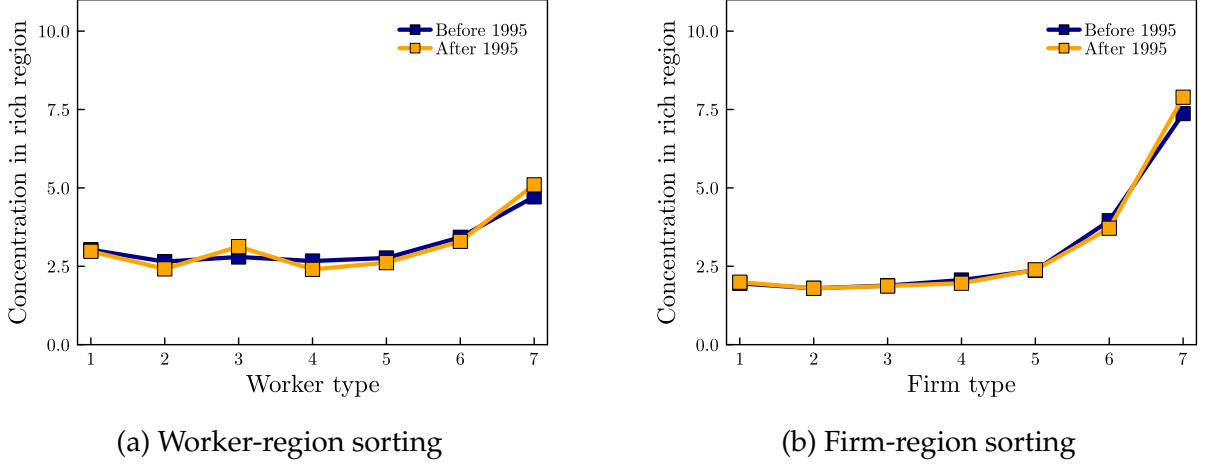 Concentration in rich region
10.0
7.5
5.0
2.5
0.0
Before 1995
After 1995
1 2 3 4 5 6 7
Worker type
(a) Worker-region sorting
Concentration in rich region
10.0
7.5
5.0
2.5
0.0
Before 1995
After 1995
1 2 3 4 5 6 7
Firm type
(b) Firm-region sorting